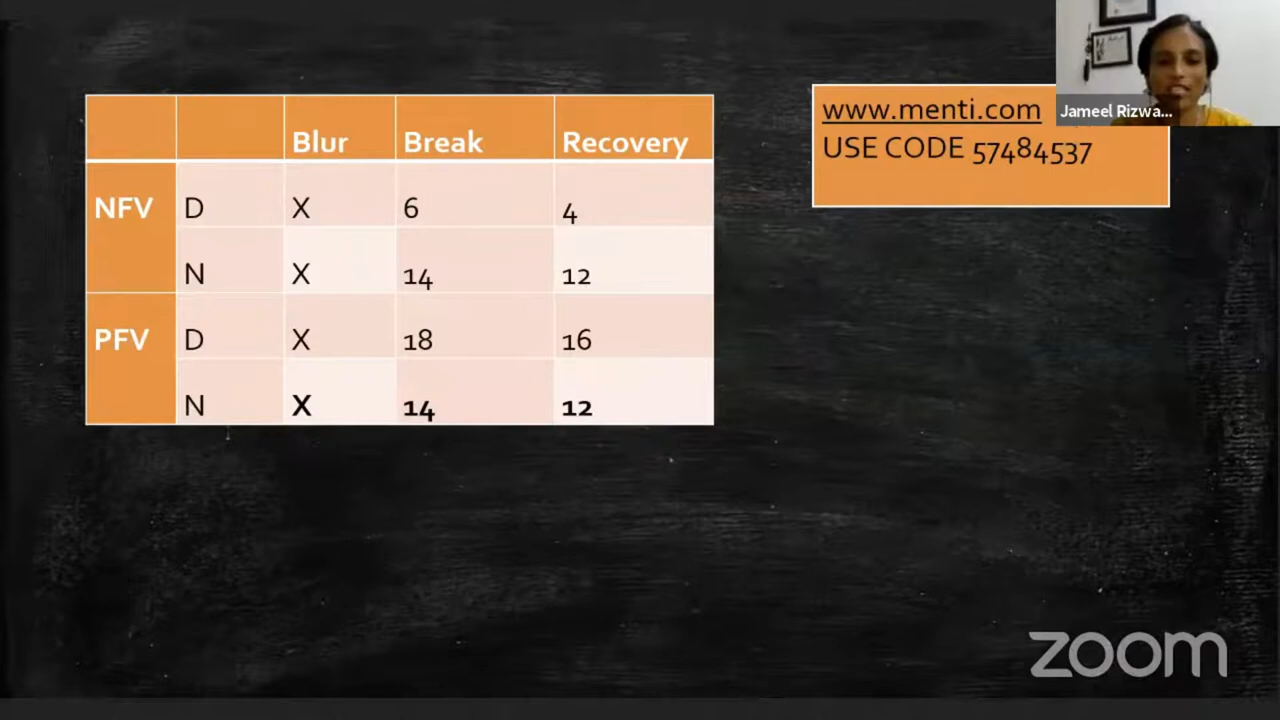 Blur Break Recovery
NFV D X 6 4
N X 14 12
PFV D X 18 16
N X 14 12
www.menti.com
USE CODE 57484537
Jameel Rizwa...
zoom